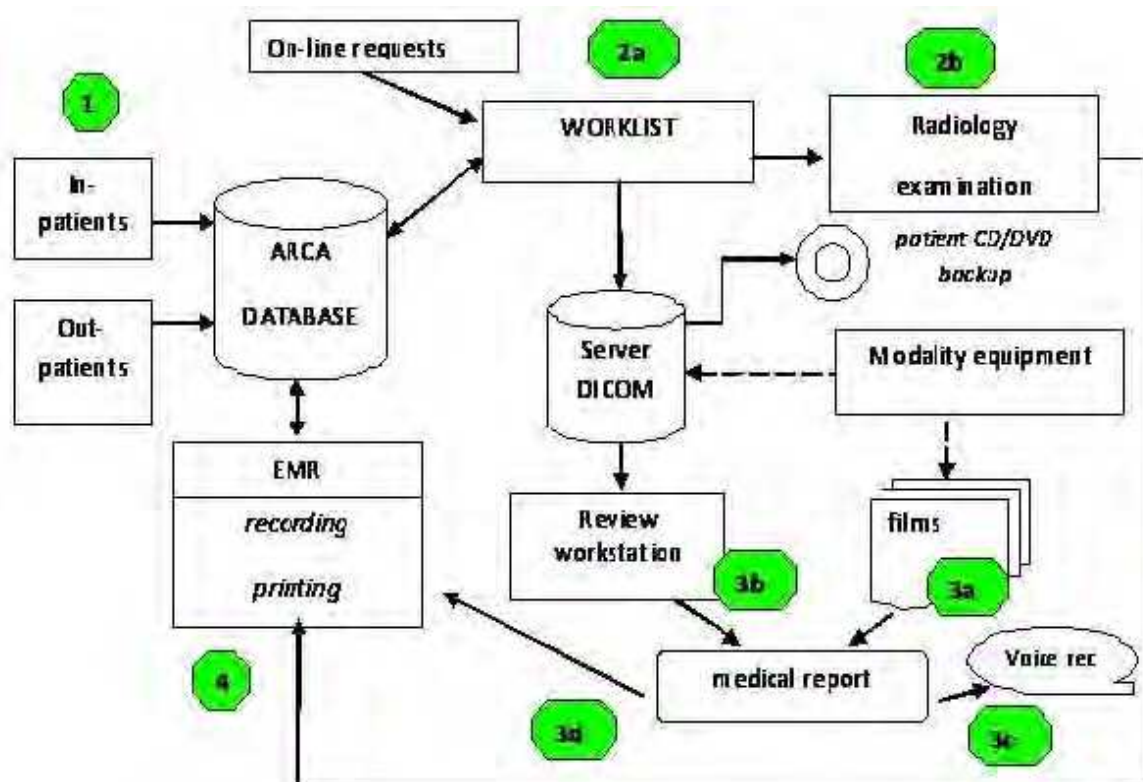 On-line requests
2a
2b
1
WORKLIST
Radiology
examination
In-
patients
ARCA
DATABASE
patient CD/DVD
backup
Out-
patients
Server
DICOM
Modality equipment
EMR
recording
printing
Review
workstation
films
3b
3a
4
medical report
Voice rec
3d
3c